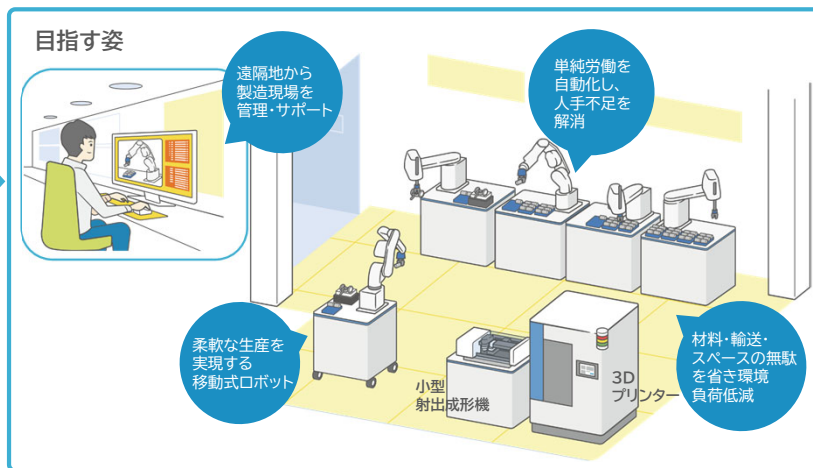 目指す姿
遠隔地から
製造現場を
管理・サポート
単純労働を
自動化し、
人手不足を
解消
柔軟な生産を
実現する
移動式ロボット
小型
射出成形機
3D
プリンター
材料・輸送・
スペースの無駄
を省き環境
負荷低減